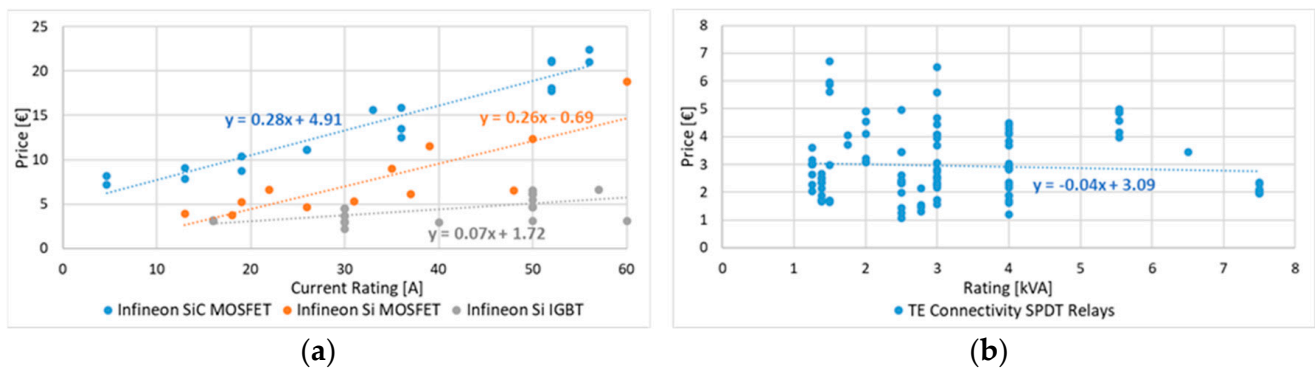 25
20
15
10
5
0
Price [€]
y = 0.28x + 4.91
y = 0.26x - 0.69
y = 0.07x + 1.72
0 10 20 30 40 50 60
Current Rating [A]
Infineon SiC MOSFET Infineon Si MOSFET Infineon Si IGBT
(a)
8
7
6
5
4
3
2
1
0
Price [€]
y = -0.04x + 3.09
0 1 2 3 4 5 6 7 8
Rating [kVA]
TE Connectivity SPDT Relays
(b)